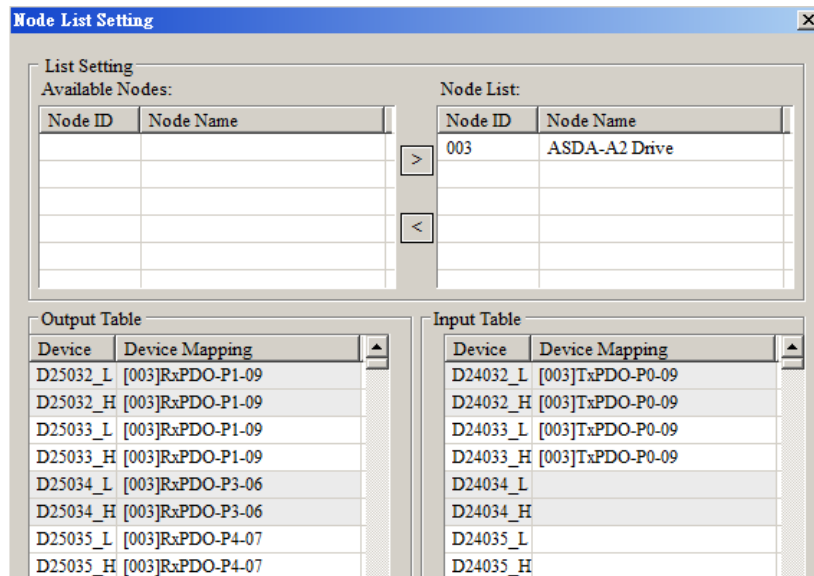 Node List Setting
List Setting
Available Nodes:
Node ID Node Name
>
<
Node List:
Node ID Node Name
003 ASDA-A2 Drive
Output Table
Device Device Mapping
D25032_L [003]RxPDO-P1-09
D25032_H [003]RxPDO-P1-09
D25033_L [003]RxPDO-P1-09
D25033_H [003]RxPDO-P1-09
D25034_L [003]RxPDO-P3-06
D25034_H [003]RxPDO-P3-06
D25035_L [003]RxPDO-P4-07
D25035_H [003]RxPDO-P4-07
Input Table
Device Device Mapping
D24032_L [003]TxPDO-P0-09
D24032_H [003]TxPDO-P0-09
D24033_L [003]TxPDO-P0-09
D24033_H [003]TxPDO-P0-09
D24034_L
D24034_H
D24035_L
D24035_H